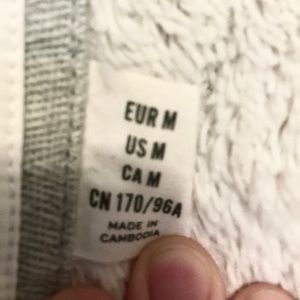 EUR M
US M
CA M
CN 170/96A
MADE IN
CAMBODIA